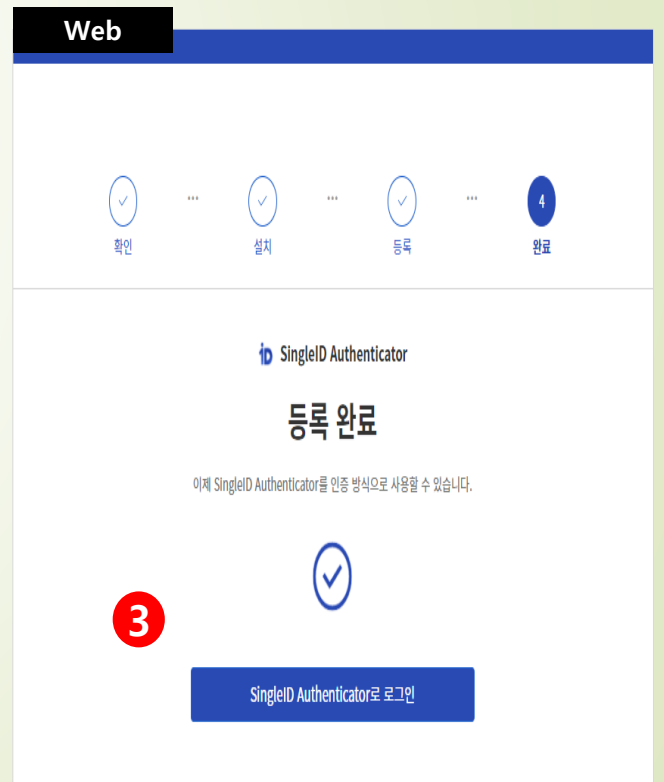 Web
... ... ... 4
확인 설치 등록 완료
iD SingleID Authenticator
등록 완료
이제 SingleID Authenticator를 인증 방식으로 사용할 수 있습니다.
3
SingleID Authenticator로 로그인